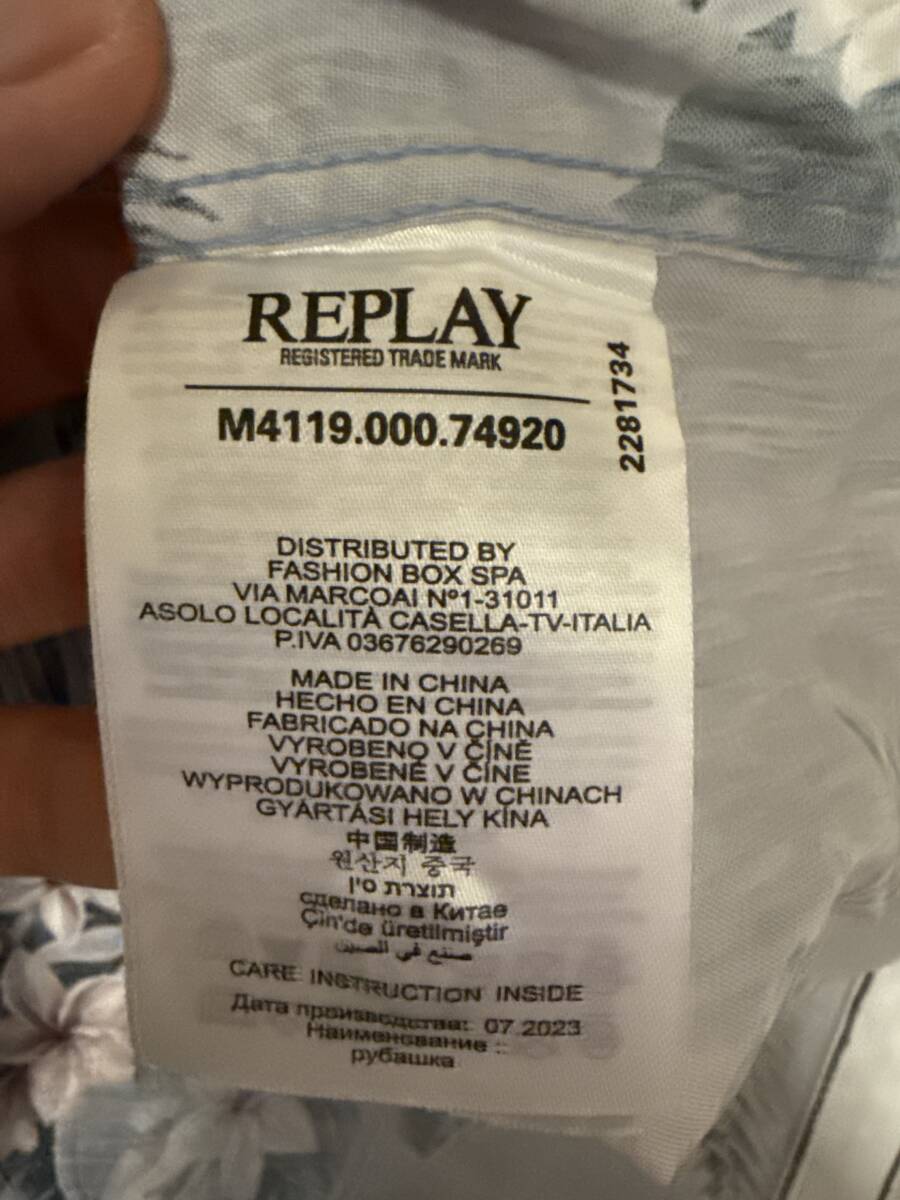 REPLAY
REGISTERED TRADE MARK
M4119.000.74920
2281734
DISTRIBUTED BY
FASHION BOX SPA
VIA MARCOAI Nº1-31011
ASOLO LOCALITÀ CASELLA-TV-ITALIA
P.IVA 03676290269
MADE IN CHINA
HECHO EN CHINA
FABRICADO NA CHINA
VYROBENO V ČÍNĚ
VYROBENÉ V ČÍNE
WYPRODUKOWANO W CHINACH
GYÁRTÁSI HELY KÍNA
中国制造
원산지 중국
תוצרת סין
сделано в Китае
Çin'de üretilmiştir
صنع في الصين
CARE INSTRUCTION INSIDE
Дата производства: 07 2023
Наименование :
рубашка